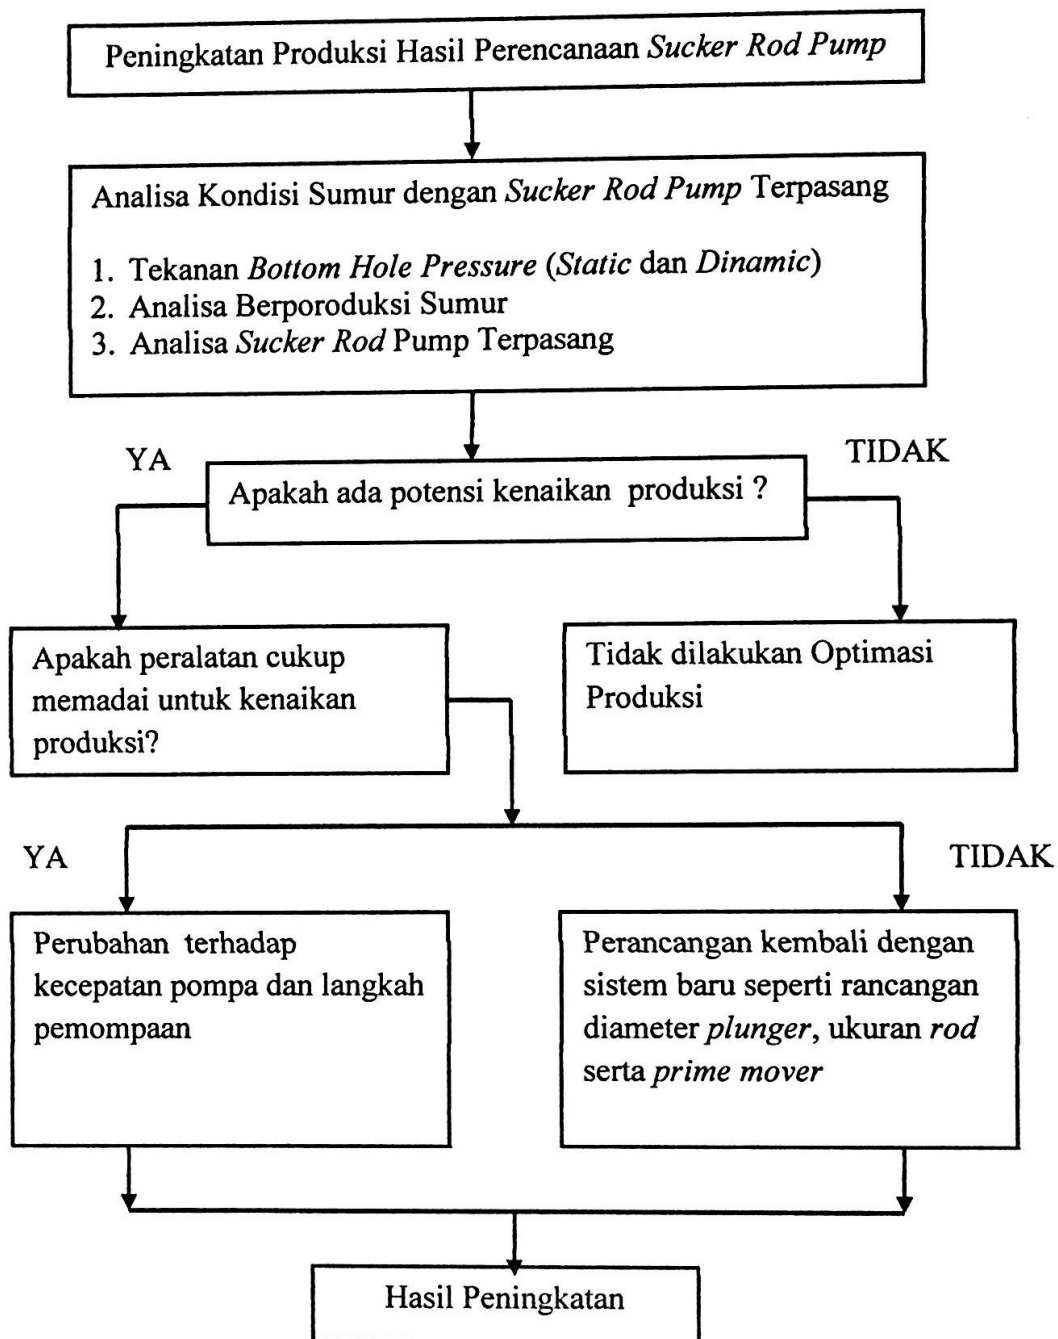 Peningkatan Produksi Hasil Perencanaan Sucker Rod Pump
Analisa Kondisi Sumur dengan Sucker Rod Pump Terpasang
1. Tekanan Bottom Hole Pressure (Static dan Dinamic)
2. Analisa Berporoduksi Sumur
3. Analisa Sucker Rod Pump Terpasang
YA
TIDAK
Apakah ada potensi kenaikan produksi ?
Apakah peralatan cukup
memadai untuk kenaikan
produksi?
Tidak dilakukan Optimasi
Produksi
YA
TIDAK
Perubahan terhadap
kecepatan pompa dan langkah
pemompaan
Perancangan kembali dengan
sistem baru seperti rancangan
diameter plunger, ukuran rod
serta prime mover
Hasil Peningkatan